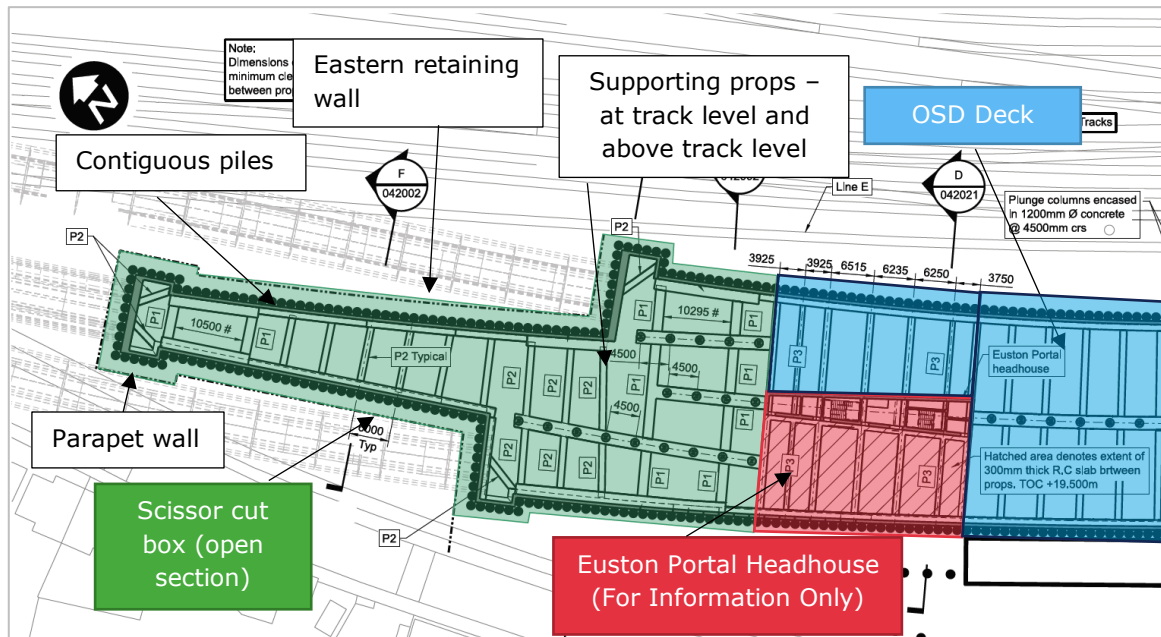 Note;
Dimensions
minimum cle
between pro
Eastern retaining
wall
Supporting props –
at track level and
above track level
OSD Deck
Tracks
N
Contiguous piles
F
042002
Line E
D
042021
Plunge columns encased
in 1200mm Ø concrete
@ 4500mm crs
P2
P2
3925
3925
6515
6235
6250
3750
P1
10500 #
P1
P2 Typical
P1
10295 #
P1
4500
4500
4500
P2
P2
P2
P1
P1
P3
P3
Euston Portal
headhouse
Parapet wall
6000
Typ
P2
P2
P2
P1
P1
P3
P3
Hatched area denotes extent of
300mm thick R,C slab brtween
props. TOC +19.500m
P2
Scissor cut
box (open
section)
Euston Portal Headhouse
(For Information Only)